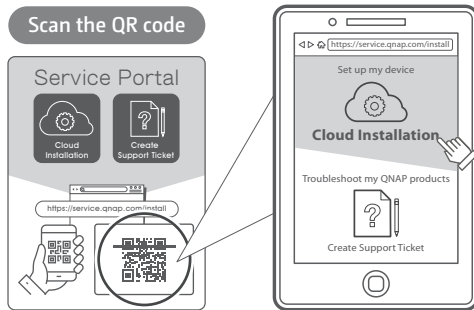 Scan the QR code
Service Portal
Cloud
Installation
Create
Support Ticket
https://service.qnap.com/install
https://service.qnap.com/install
Set up my device
Cloud Installation
Troubleshoot my QNAP products
Create Support Ticket